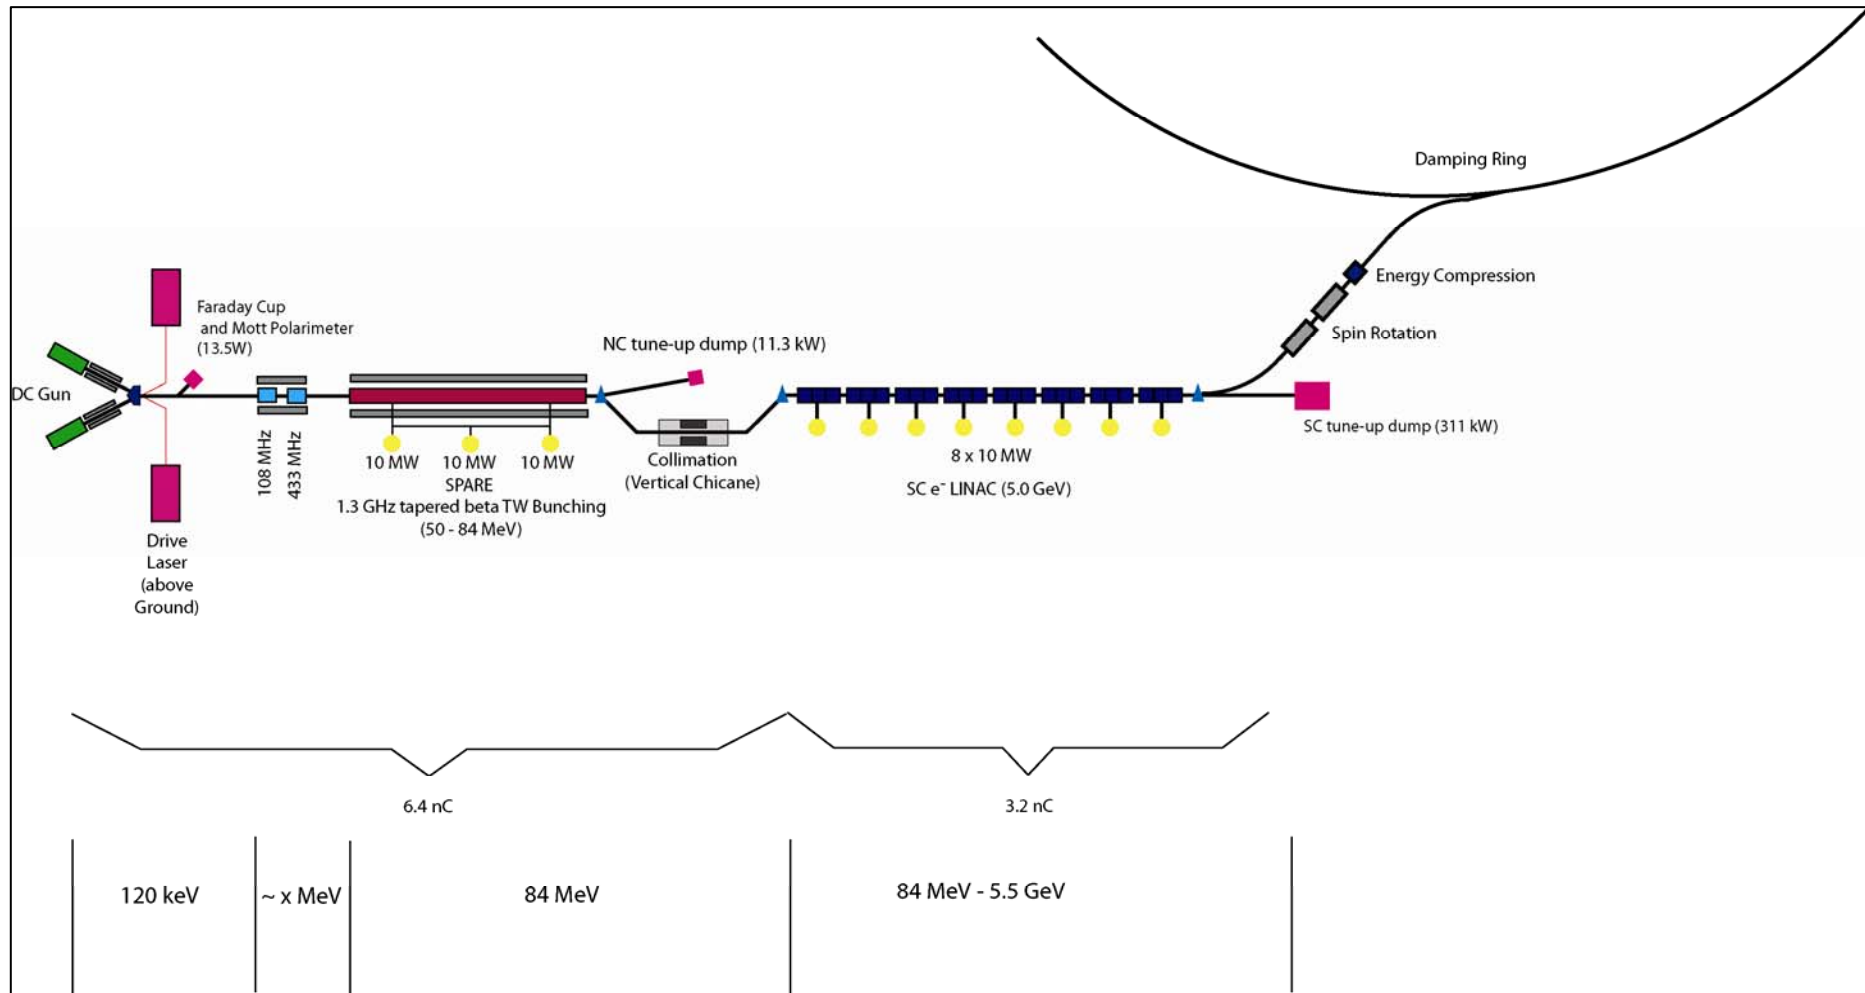 Damping Ring
Energy Compression
Spin Rotation
Faraday Cup
and Mott Polarimeter
(13.5W)
NC tune-up dump (11.3 kW)
DC Gun
SC tune-up dump (311 kW)
108 MHz
433 MHz
10 MW
10 MW
10 MW
SPARE
1.3 GHz tapered beta TW Bunching
(50 - 84 MeV)
Collimation
(Vertical Chicane)
8 x 10 MW
SC e⁻ LINAC (5.0 GeV)
Drive
Laser
(above
Ground)
6.4 nC
3.2 nC
120 keV
~ x MeV
84 MeV
84 MeV - 5.5 GeV